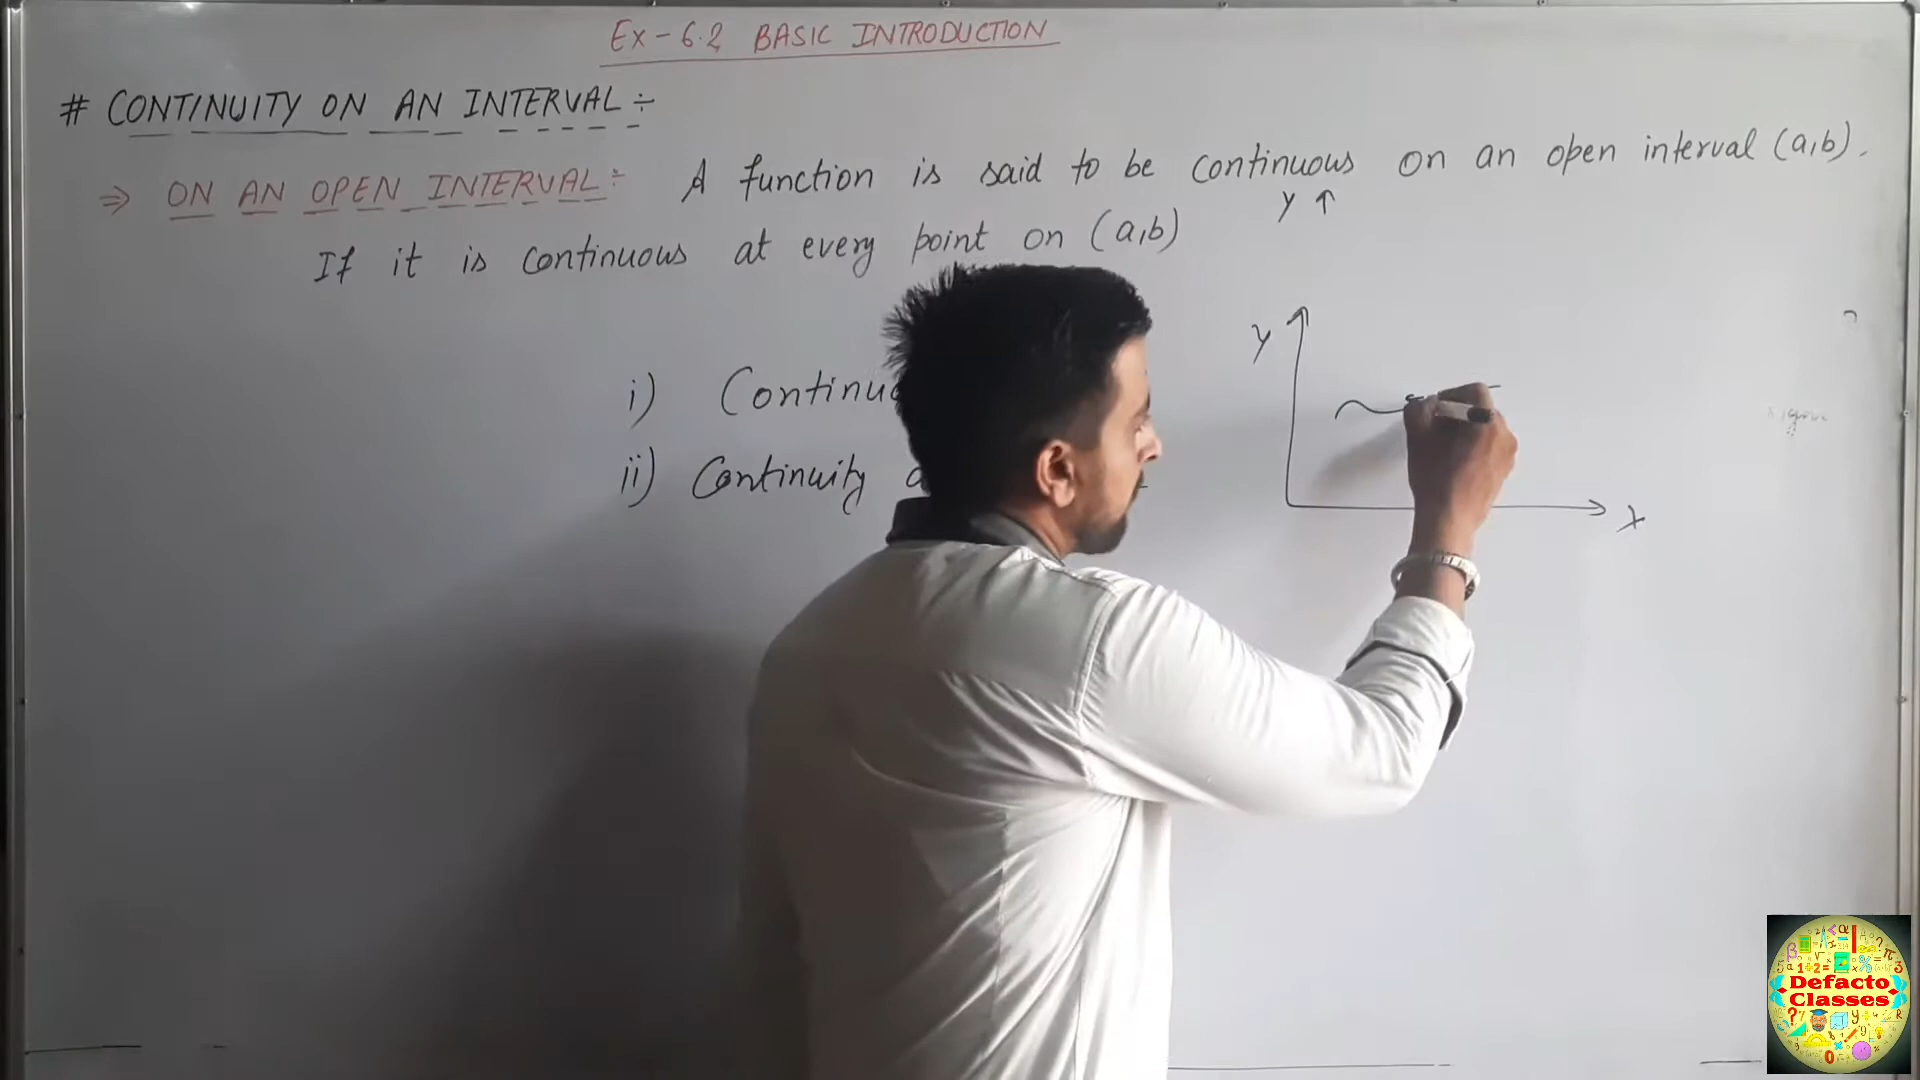 Ex - 6.2 BASIC INTRODUCTION
# CONTINUITY ON AN INTERVAL ÷
⇒ ON AN OPEN INTERVAL ÷ A function is said to be continuous on an open interval (a,b).
If it is continuous at every point on (a,b)
y ↑
i) Continuo
ii) Continuity
y
x
Defacto
Classes